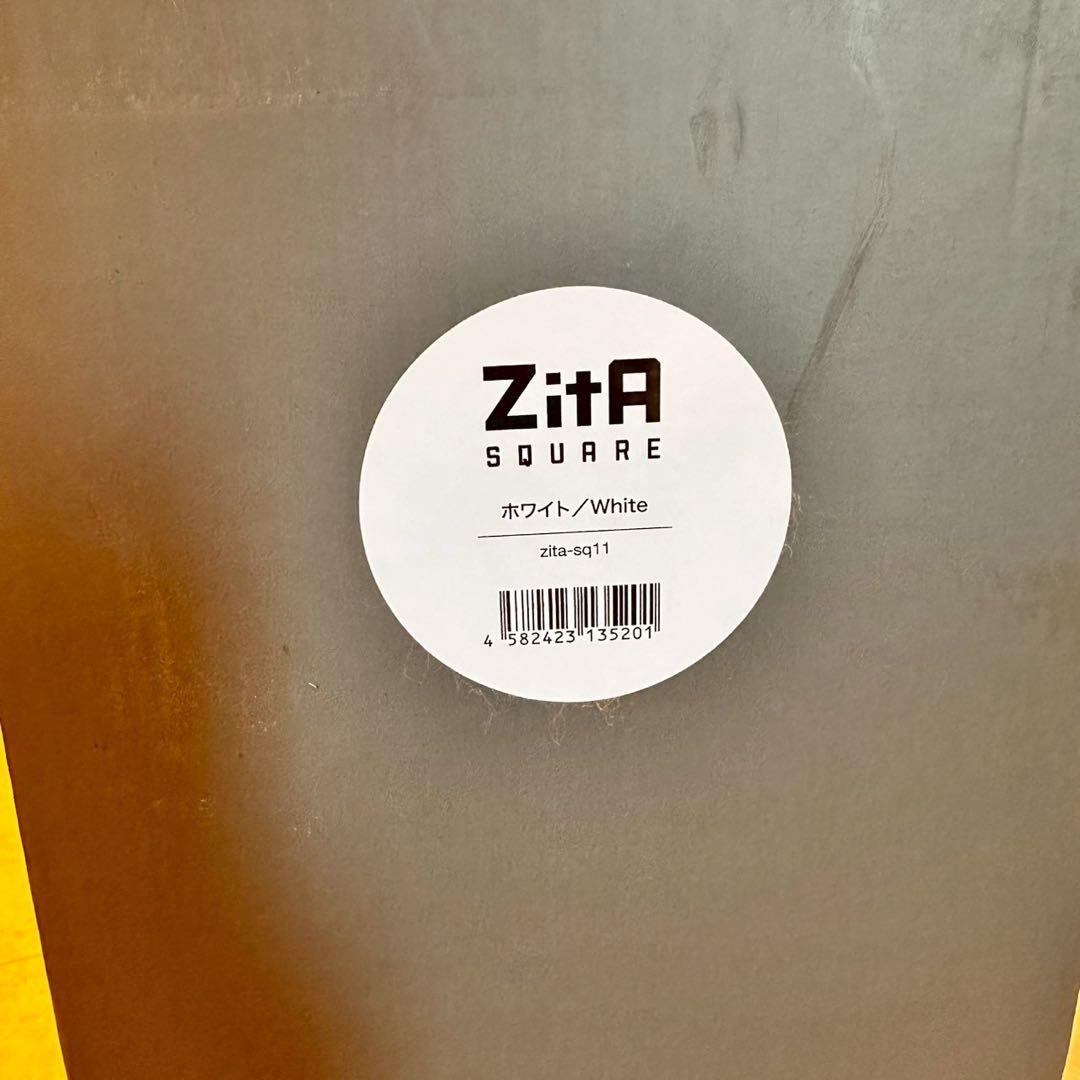 ZitA
SQUARE
ホワイト／White
zita-sq11
4 582423 135201